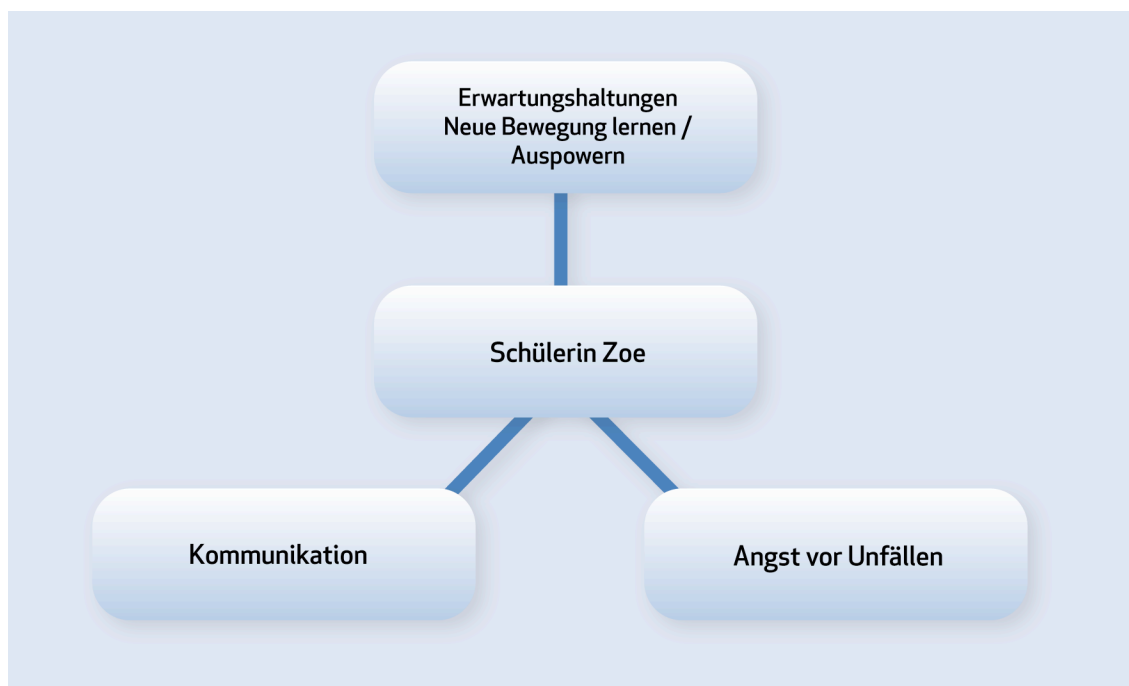 Erwartungshaltungen
Neue Bewegung lernen /
Auspowern
Schülerin Zoe
Kommunikation
Angst vor Unfällen